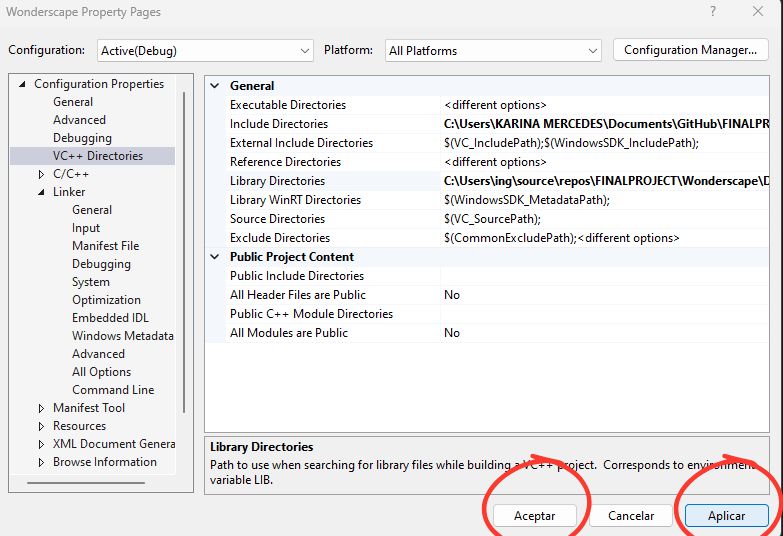 Wonderscape Property Pages ? ×
Configuration: Active(Debug) Platform: All Platforms Configuration Manager...
Configuration Properties
General
Advanced
Debugging
VC++ Directories
C/C++
Linker
General
Input
Manifest File
Debugging
System
Optimization
Embedded IDL
Windows Metadata
Advanced
All Options
Command Line
Manifest Tool
Resources
XML Document Genera
Browse Information
General
Executable Directories <different options>
Include Directories C:\Users\KARINA MERCEDES\Documents\GitHub\FINALPRO
External Include Directories $(VC_IncludePath);$(WindowsSDK_IncludePath);
Reference Directories <different options>
Library Directories C:\Users\ing\source\repos\FINALPROJECT\Wonderscape\D
Library WinRT Directories $(WindowsSDK_MetadataPath);
Source Directories $(VC_SourcePath);
Exclude Directories $(CommonExcludePath);<different options>
Public Project Content
Public Include Directories
All Header Files are Public No
Public C++ Module Directories
All Modules are Public No
Library Directories
Path to use when searching for library files while building a VC++ project. Corresponds to environment
variable LIB.
Aceptar Cancelar Aplicar